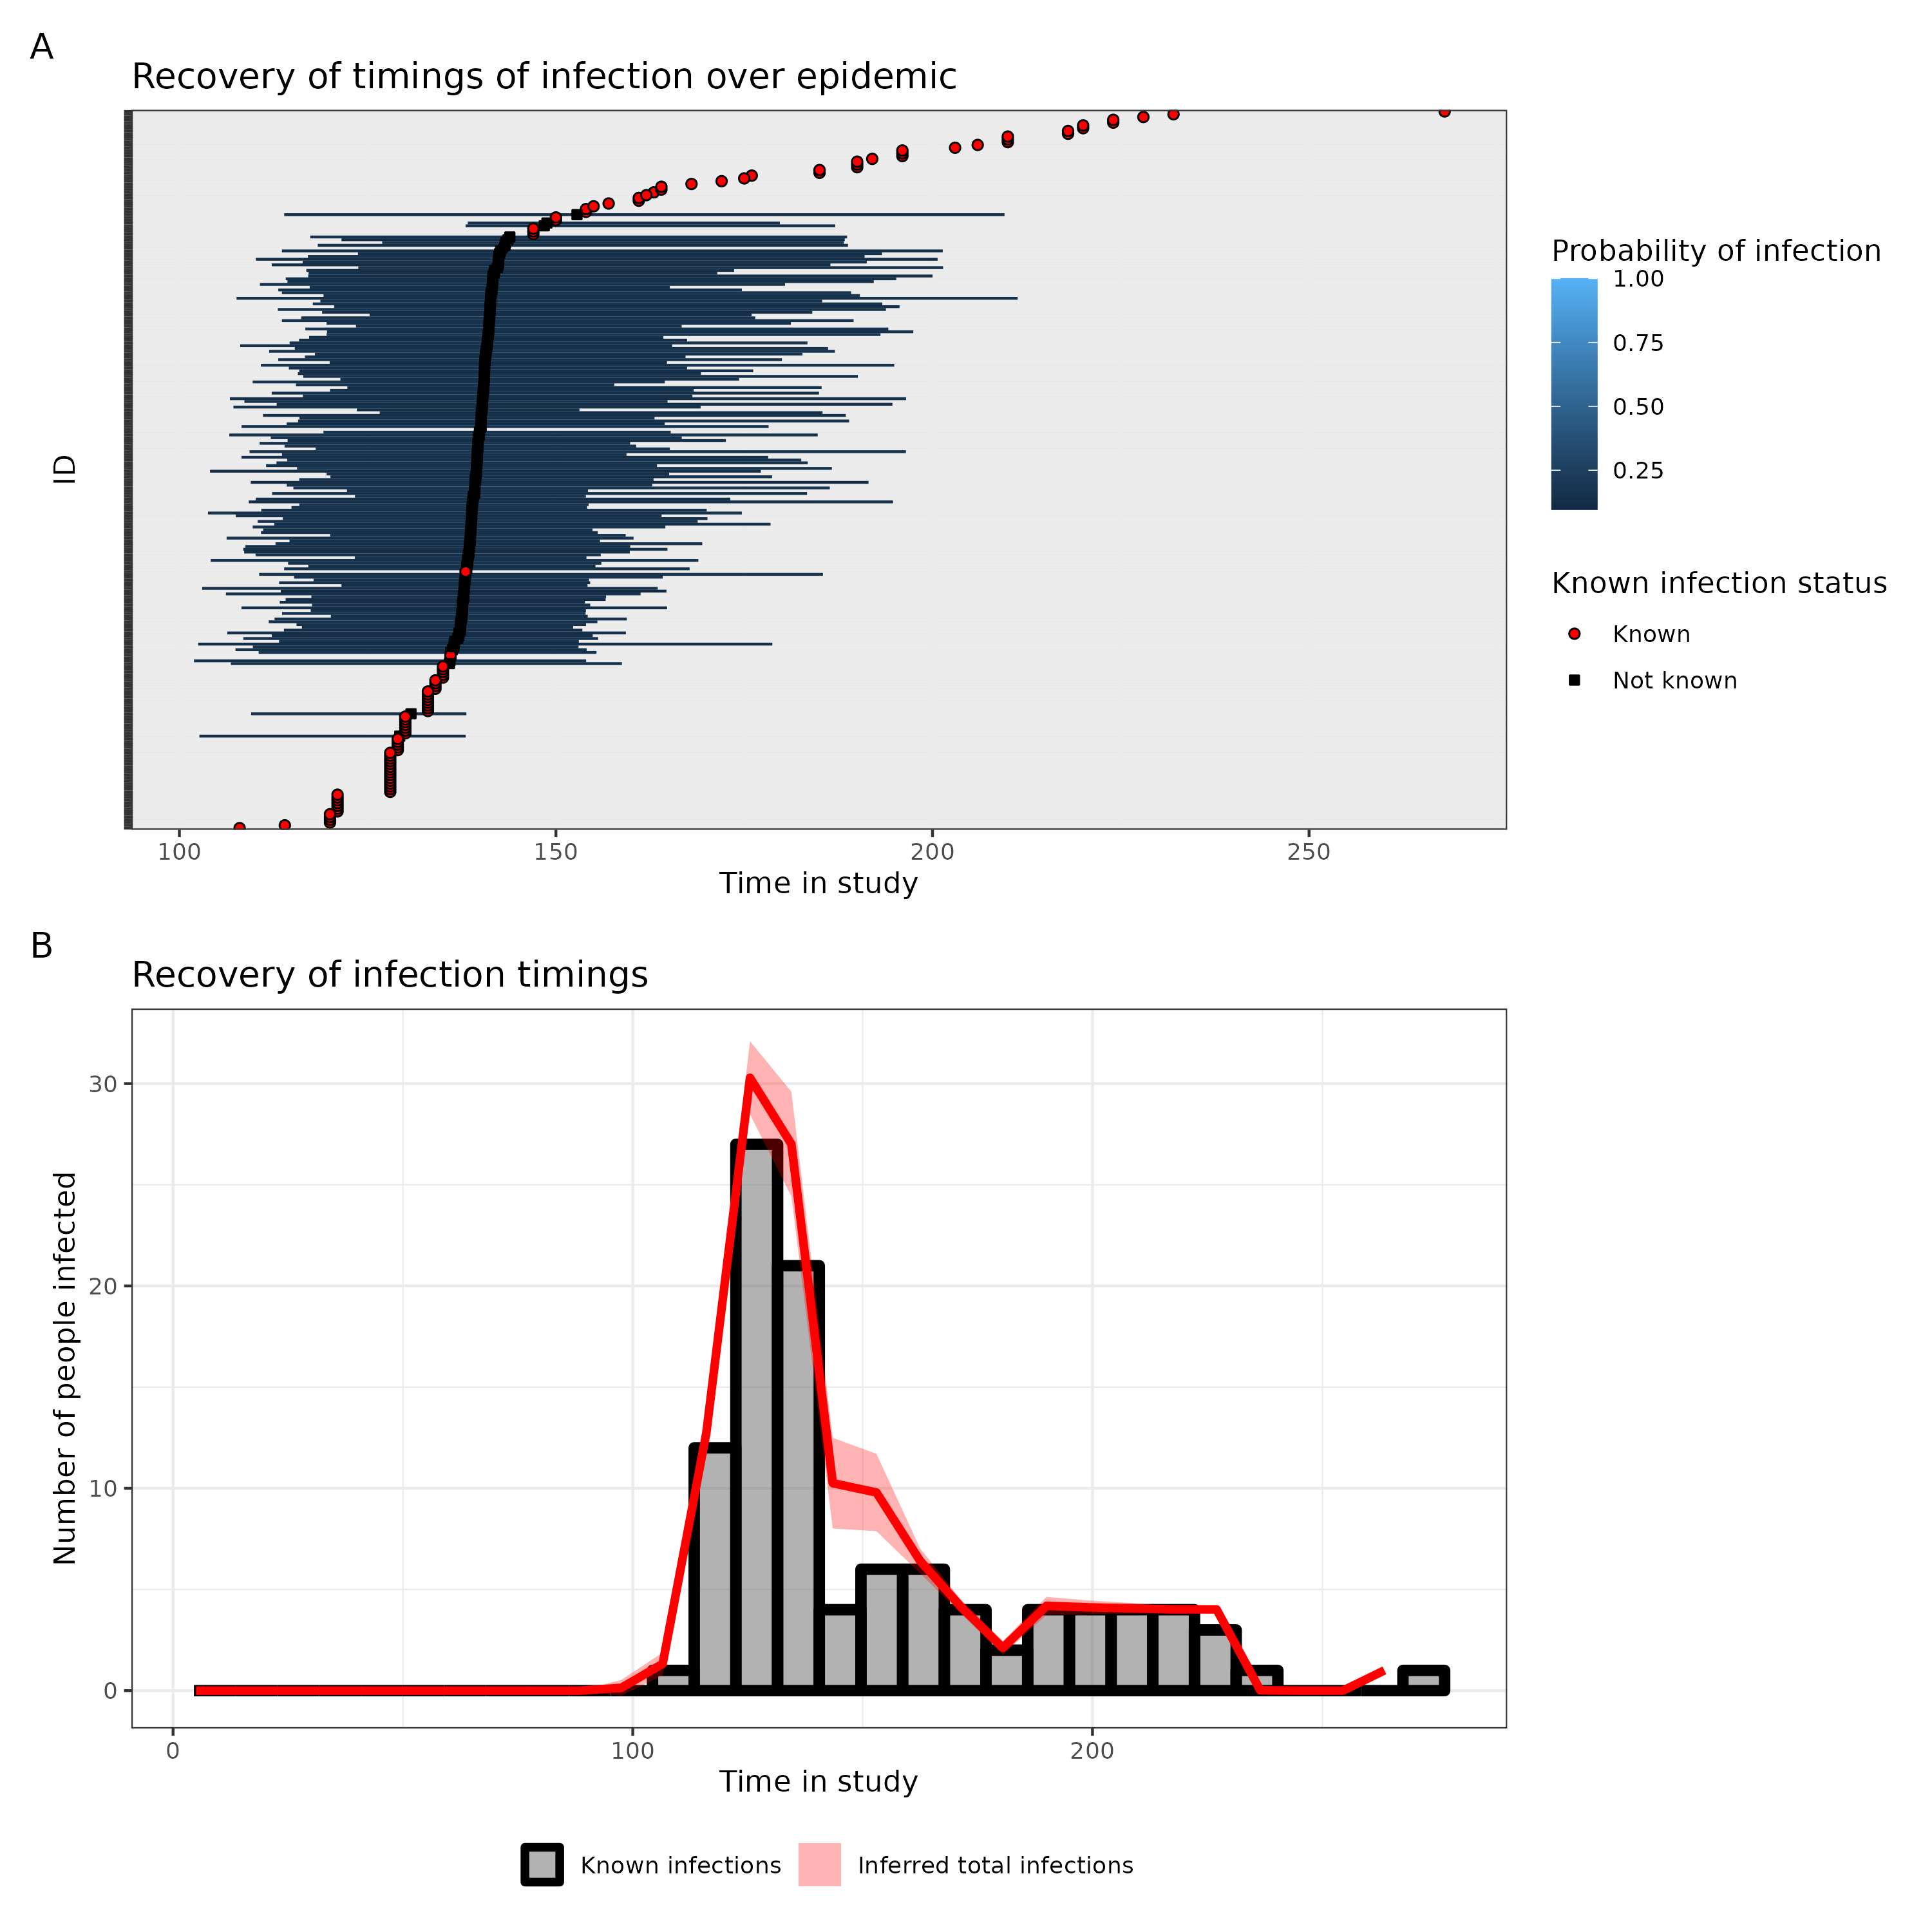 A
Recovery of timings of infection over epidemic
ID
100 150 200 250
Time in study
Probability of infection
1.00
0.75
0.50
0.25
Known infection status
Known
Not known
B
Recovery of infection timings
Number of people infected
30
20
10
0
0 100 200
Time in study
Known infections Inferred total infections